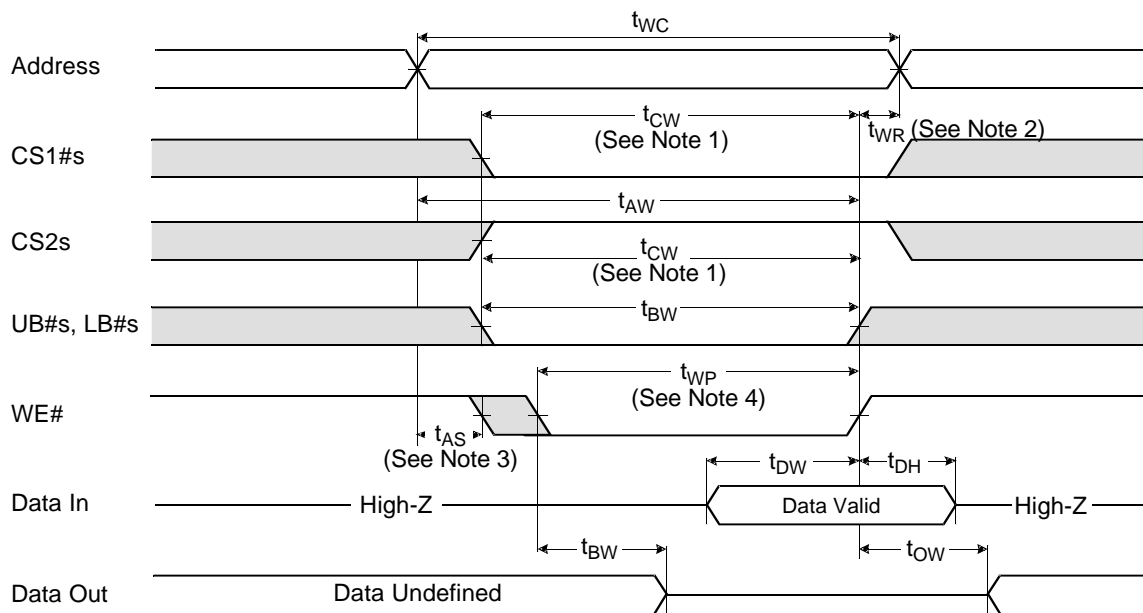 tWC
Address
tCW
(See Note 1)
tWR (See Note 2)
CS1#s
tAW
CS2s
tCW
(See Note 1)
tBW
UB#s, LB#s
tWP
(See Note 4)
WE#
tAS
(See Note 3)
tDW
tDH
Data In
High-Z
Data Valid
High-Z
tBW
tOW
Data Out
Data Undefined